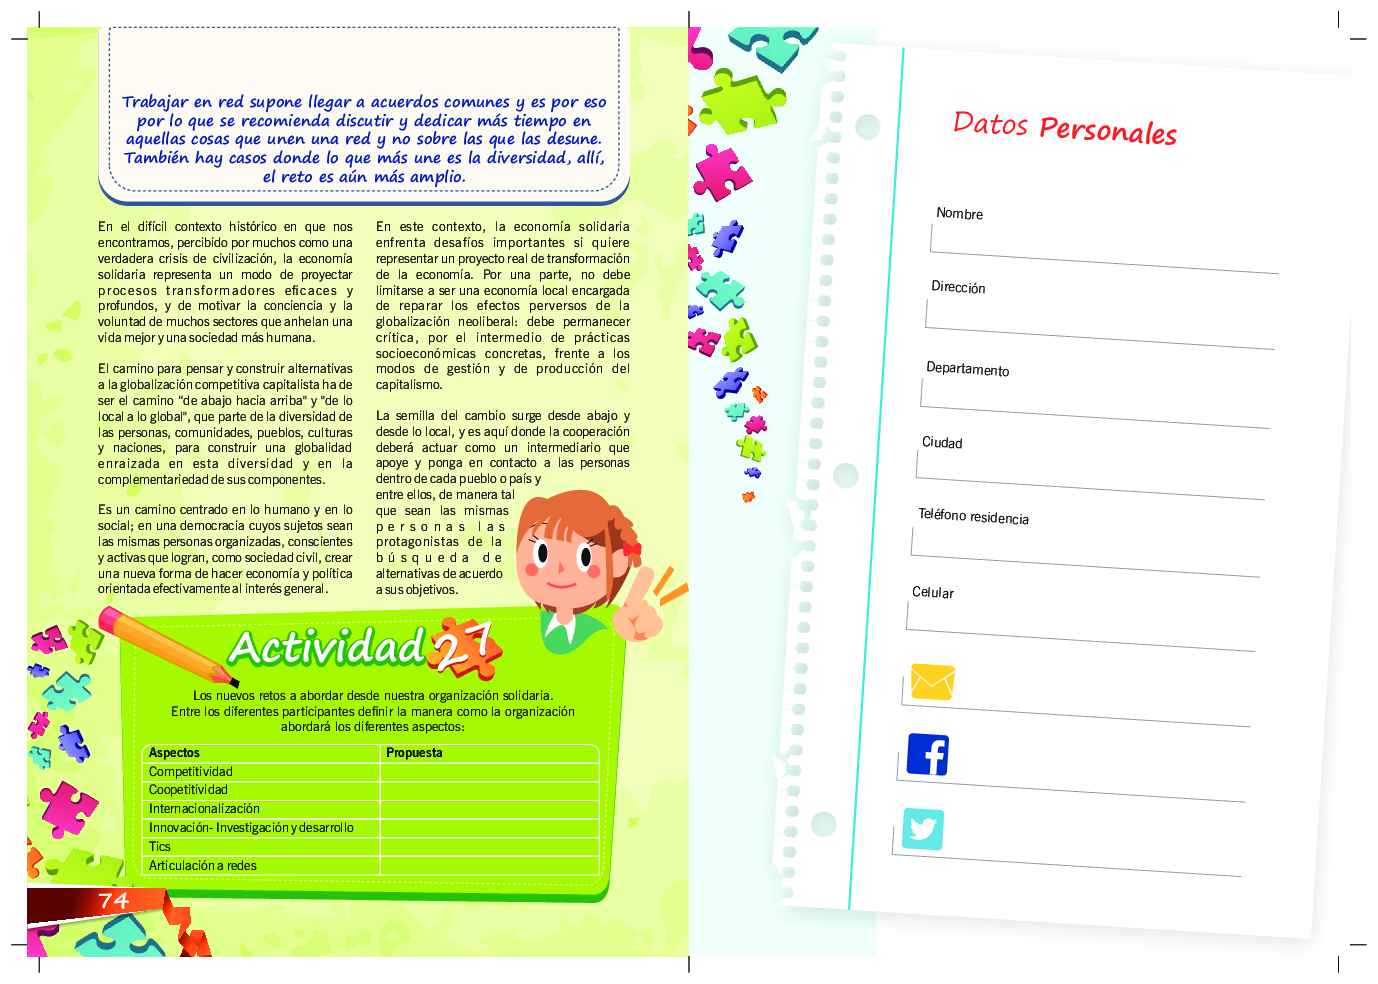 Trabajar en red supone llegar a acuerdos comunes y es por eso
por lo que se recomienda discutir y dedicar más tiempo en
aquellas cosas que unen una red y no sobre las que las desune.
También hay casos donde lo que más une es la diversidad, allí,
el reto es aún más amplio.
En el difícil contexto histórico en que nos
encontramos, percibido por muchos como una
verdadera crisis de civilización, la economía
solidaria representa un modo de proyectar
procesos transformadores eficaces y
profundos, y de motivar la conciencia y la
voluntad de muchos sectores que anhelan una
vida mejor y una sociedad más humana.
El camino para pensar y construir alternativas
a la globalización competitiva capitalista ha de
ser el camino "de abajo hacia arriba" y "de lo
local a lo global", que parte de la diversidad de
las personas, comunidades, pueblos, culturas
y naciones, para construir una globalidad
enraizada en esta diversidad y en la
complementariedad de sus componentes.
Es un camino centrado en lo humano y en lo
social; en una democracia cuyos sujetos sean
las mismas personas organizadas, conscientes
y activas que logran, como sociedad civil, crear
una nueva forma de hacer economía y política
orientada efectivamente al interés general.
En este contexto, la economía solidaria
enfrenta desafíos importantes si quiere
representar un proyecto real de transformación
de la economía. Por una parte, no debe
limitarse a ser una economía local encargada
de reparar los efectos perversos de la
globalización neoliberal: debe permanecer
crítica, por el intermedio de prácticas
socioeconómicas concretas, frente a los
modos de gestión y de producción del
capitalismo.
La semilla del cambio surge desde abajo y
desde lo local, y es aquí donde la cooperación
deberá actuar como un intermediario que
apoye y ponga en contacto a las personas
dentro de cada pueblo o país y
entre ellos, de manera tal
que sean las mismas
personas las
protagonistas de la
búsqueda de
alternativas de acuerdo
a sus objetivos.
Actividad 27
Los nuevos retos a abordar desde nuestra organización solidaria.
Entre los diferentes participantes definir la manera como la organización
abordará los diferentes aspectos:
Aspectos Propuesta
Competitividad
Coopetitividad
Internacionalización
Innovación- Investigación y desarrollo
Tics
Articulación a redes
74
Datos Personales
Nombre
Dirección
Departamento
Ciudad
Teléfono residencia
Celular